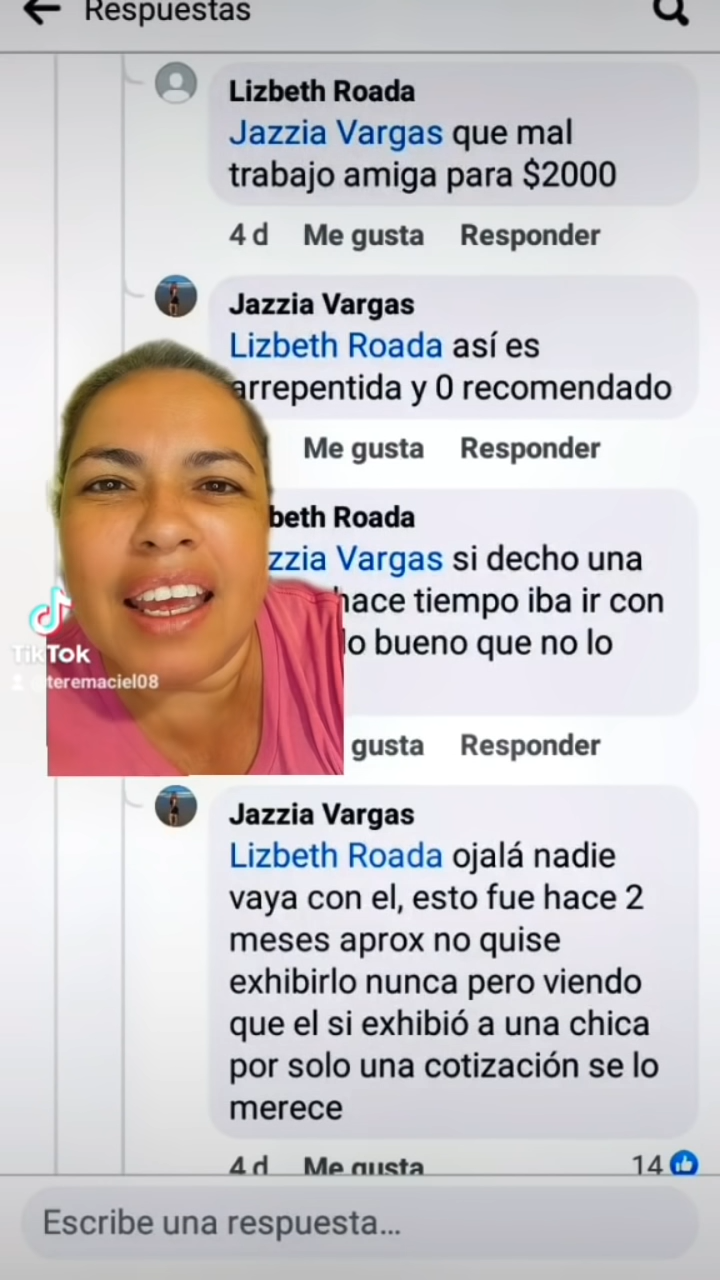 Respuestas
Lizbeth Roada
Jazzia Vargas que mal
trabajo amiga para $2000
4 d Me gusta Responder
Jazzia Vargas
Lizbeth Roada así es
arrepentida y 0 recomendado
Me gusta Responder
beth Roada
zzia Vargas si decho una
hace tiempo iba ir con
lo bueno que no lo
gusta Responder
TikTok
@teremaciel08
Jazzia Vargas
Lizbeth Roada ojalá nadie
vaya con el, esto fue hace 2
meses aprox no quise
exhibirlo nunca pero viendo
que el si exhibió a una chica
por solo una cotización se lo
merece
4 d Me gusta 14
Escribe una respuesta...